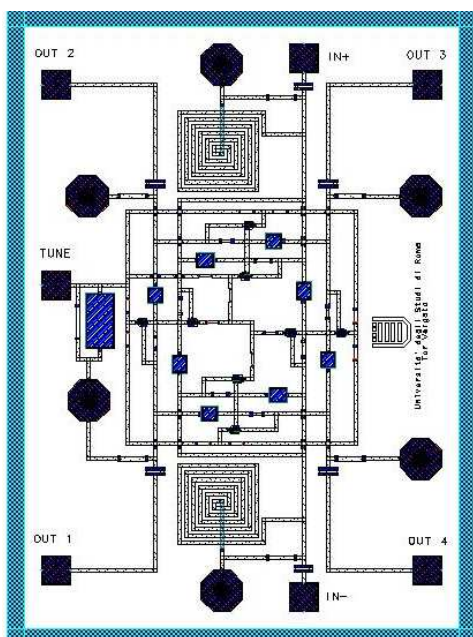 OUT 2
IN+
OUT 3
TUNE
Universita' degli Studi di Roma
Tor Vergata
OUT 1
IN-
OUT 4